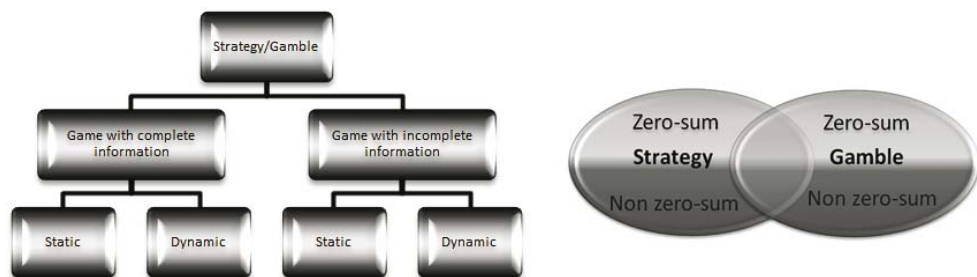 Strategy/Gamble
Game with complete
information
Game with incomplete
information
Static
Dynamic
Static
Dynamic
Zero-sum
Strategy
Non zero-sum
Zero-sum
Gamble
Non zero-sum